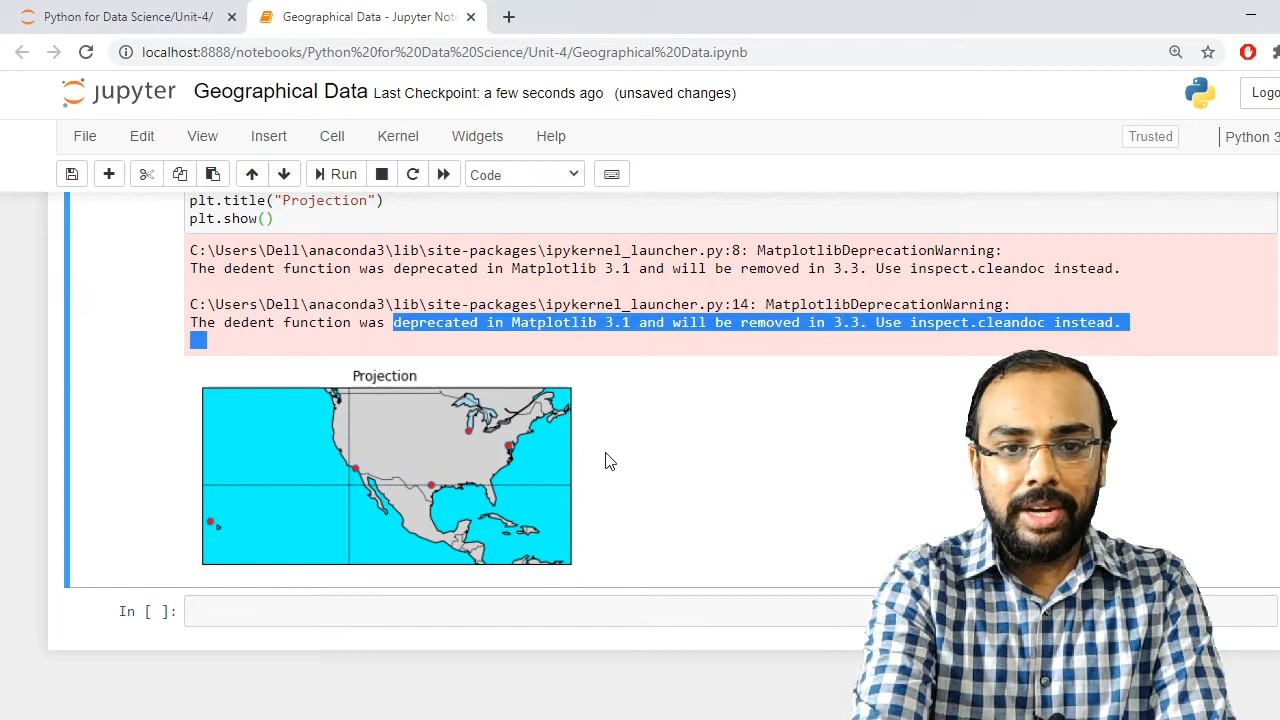 Python for Data Science/Unit-4/
Geographical Data - Jupyter Note
localhost:8888/notebooks/Python%20for%20Data%20Science/Unit-4/Geographical%20Data.ipynb
jupyter Geographical Data Last Checkpoint: a few seconds ago (unsaved changes)
Logo
File Edit View Insert Cell Kernel Widgets Help
Trusted
Python 3
Run
Code
plt.title("Projection")
plt.show()
C:\Users\Dell\anaconda3\lib\site-packages\ipykernel_launcher.py:8: MatplotlibDeprecationWarning:
The dedent function was deprecated in Matplotlib 3.1 and will be removed in 3.3. Use inspect.cleandoc instead.
C:\Users\Dell\anaconda3\lib\site-packages\ipykernel_launcher.py:14: MatplotlibDeprecationWarning:
The dedent function was deprecated in Matplotlib 3.1 and will be removed in 3.3. Use inspect.cleandoc instead.
Projection
In [ ]: